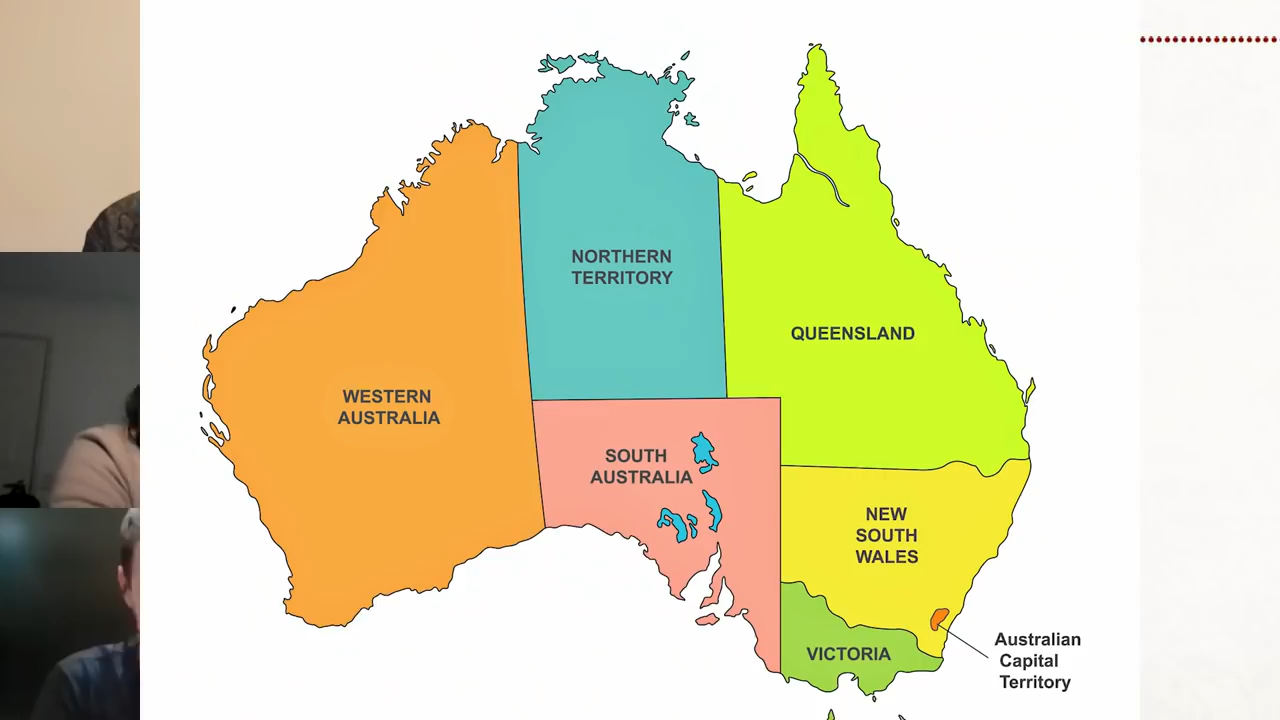 NORTHERN
TERRITORY
QUEENSLAND
WESTERN
AUSTRALIA
SOUTH
AUSTRALIA
NEW
SOUTH
WALES
VICTORIA
Australian
Capital
Territory